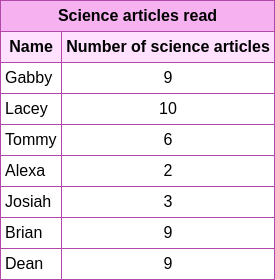 Science articles read
Name Number of science articles
Gabby 9
Lacey 10
Tommy 6
Alexa 2
Josiah 3
Brian 9
Dean 9